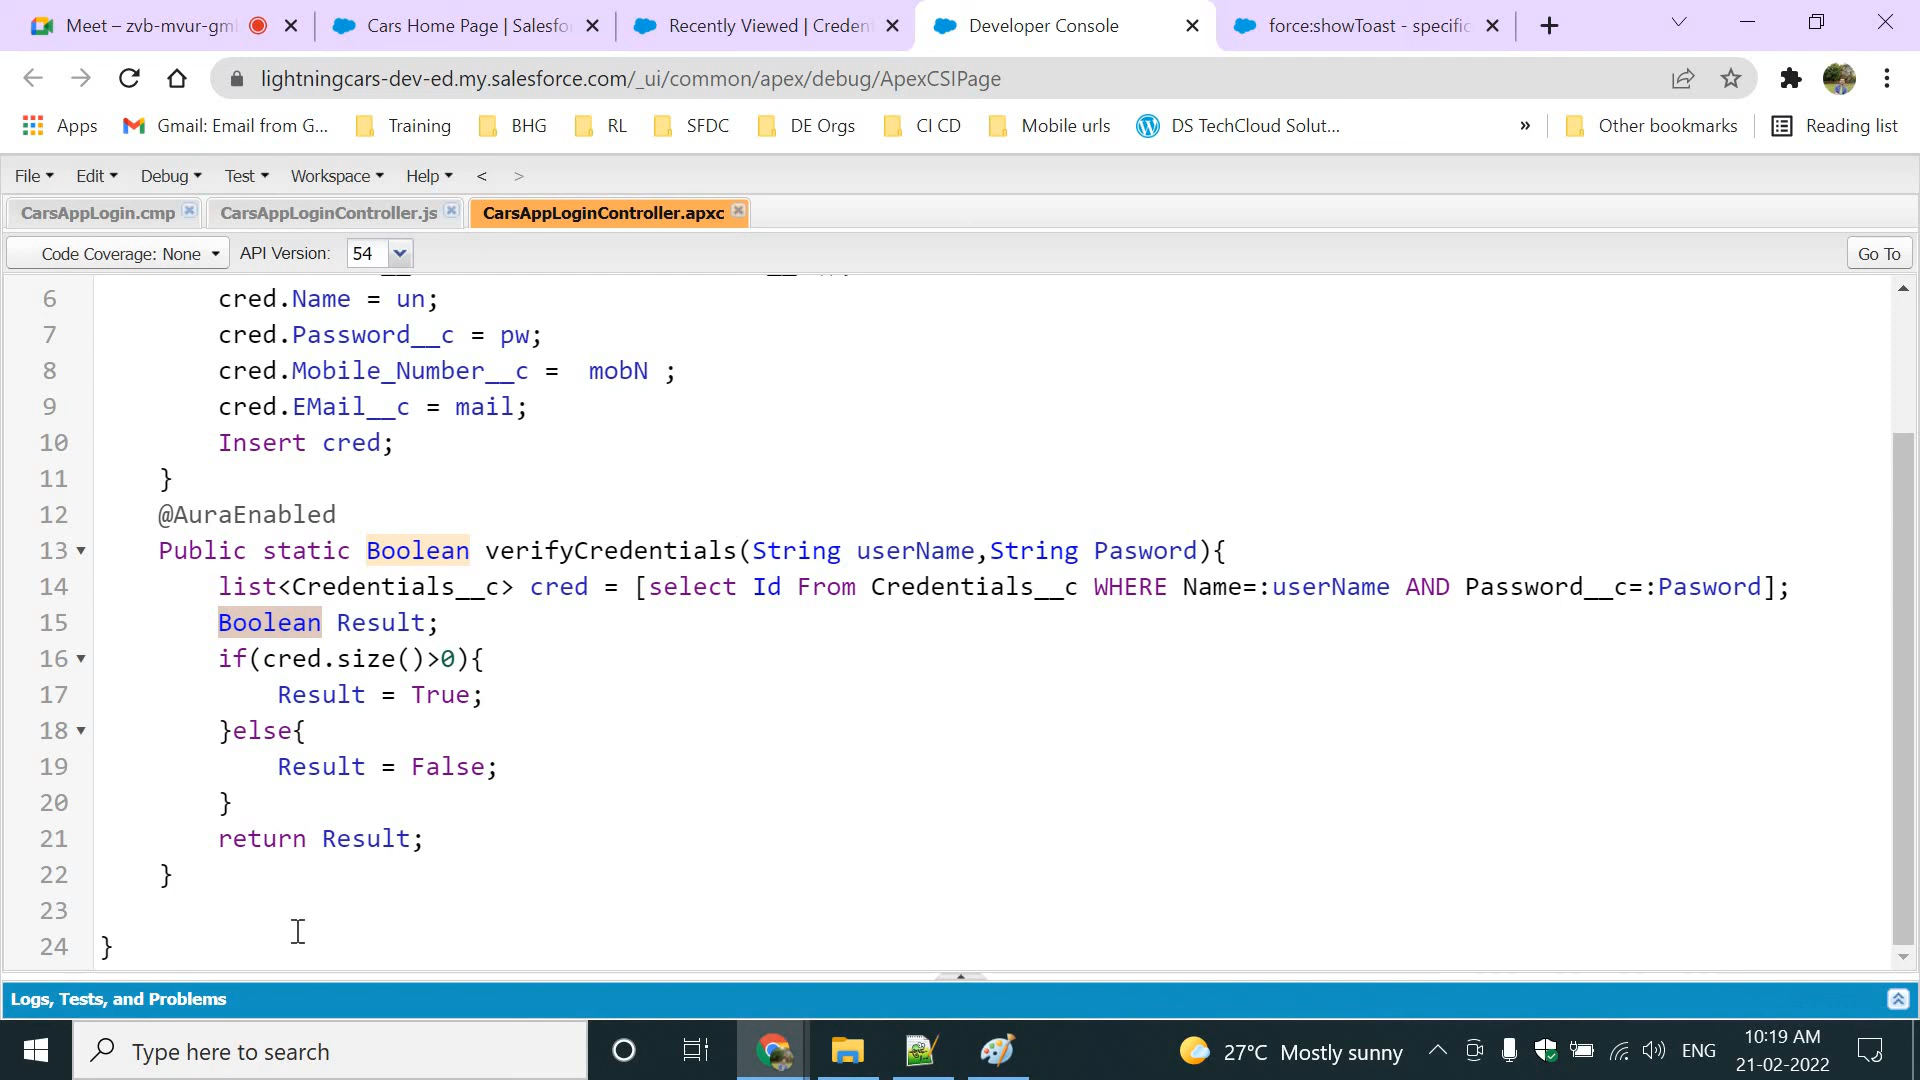 Meet – zvb-mvur-gml
Cars Home Page | Salesfo
Recently Viewed | Creden
Developer Console
force:showToast - specific
lightningcars-dev-ed.my.salesforce.com/_ui/common/apex/debug/ApexCSIPage
Apps
Gmail: Email from G...
Training
BHG
RL
SFDC
DE Orgs
CI CD
Mobile urls
DS TechCloud Solut...
»
Other bookmarks
Reading list
File Edit Debug Test Workspace Help < >
CarsAppLogin.cmp
CarsAppLoginController.js
CarsAppLoginController.apxc
Code Coverage: None API Version: 54 Go To
6 cred.Name = un;
7 cred.Password__c = pw;
8 cred.Mobile_Number__c =  mobN ;
9 cred.EMail__c = mail;
10 Insert cred;
11 }
12 @AuraEnabled
13 Public static Boolean verifyCredentials(String userName,String Pasword){
14 list<Credentials__c> cred = [select Id From Credentials__c WHERE Name=:userName AND Password__c=:Pasword];
15 Boolean Result;
16 if(cred.size()>0){
17 Result = True;
18 }else{
19 Result = False;
20 }
21 return Result;
22 }
23
24 }
Logs, Tests, and Problems
Type here to search
27°C Mostly sunny
ENG
10:19 AM
21-02-2022